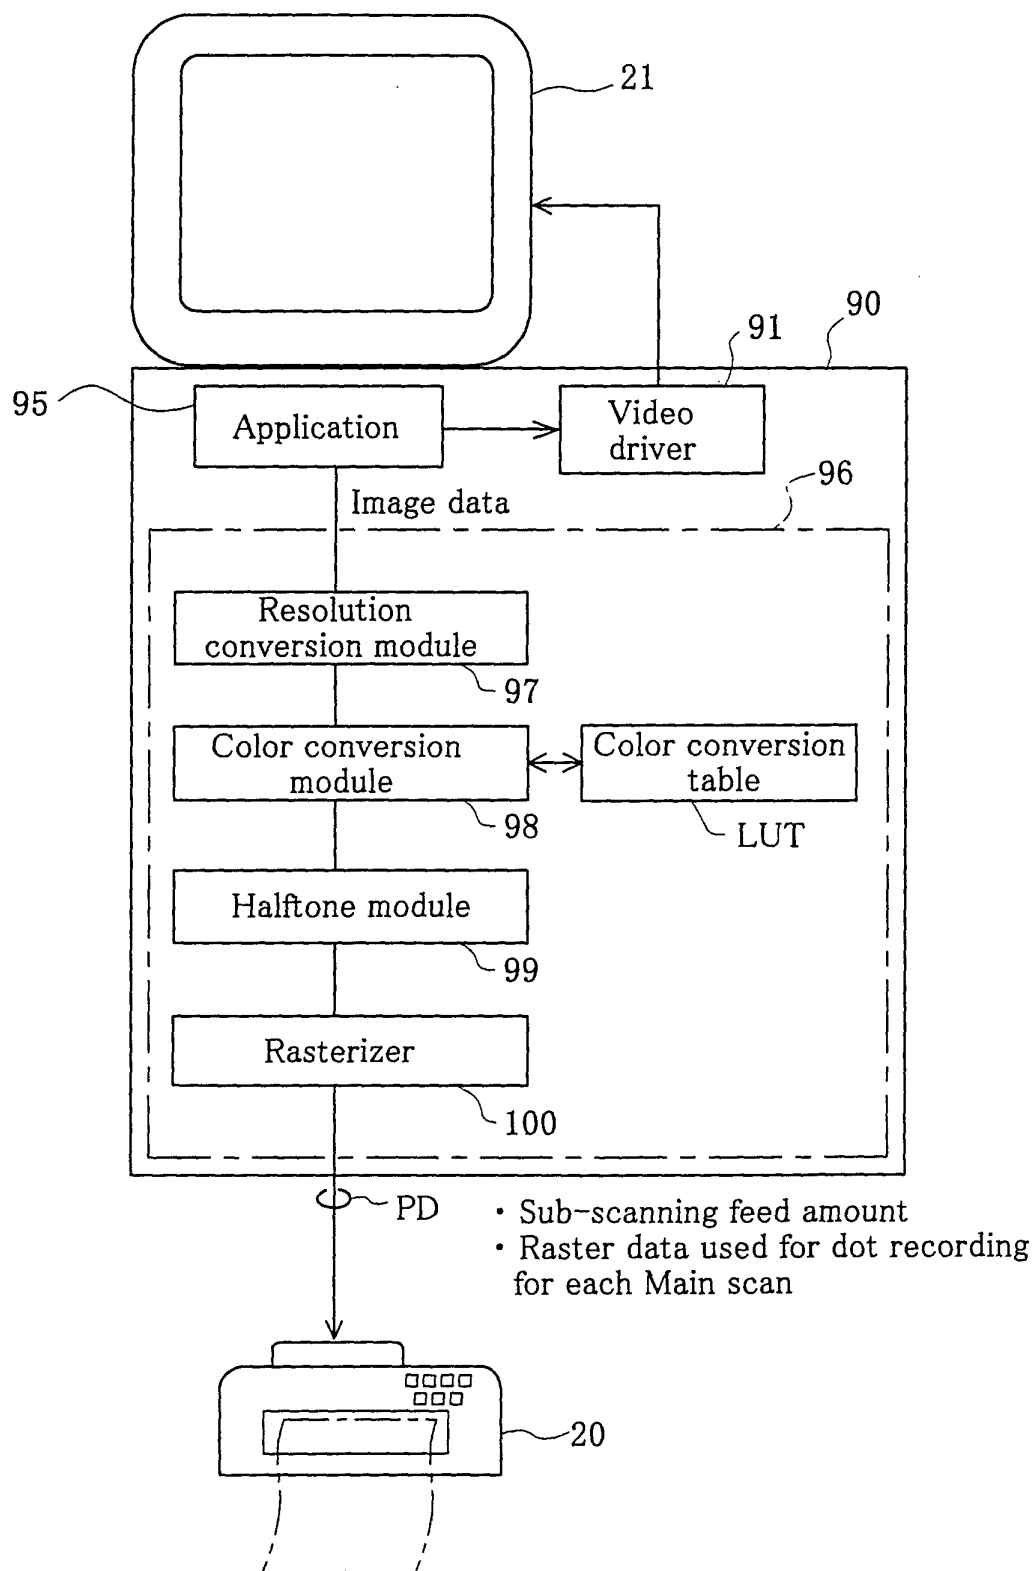 21
90
91
95
Application
Video
driver
96
Image data
Resolution
conversion module
97
Color conversion
module
Color conversion
table
98
LUT
Halftone module
99
Rasterizer
100
PD
・Sub-scanning feed amount
・Raster data used for dot recording
for each Main scan
20